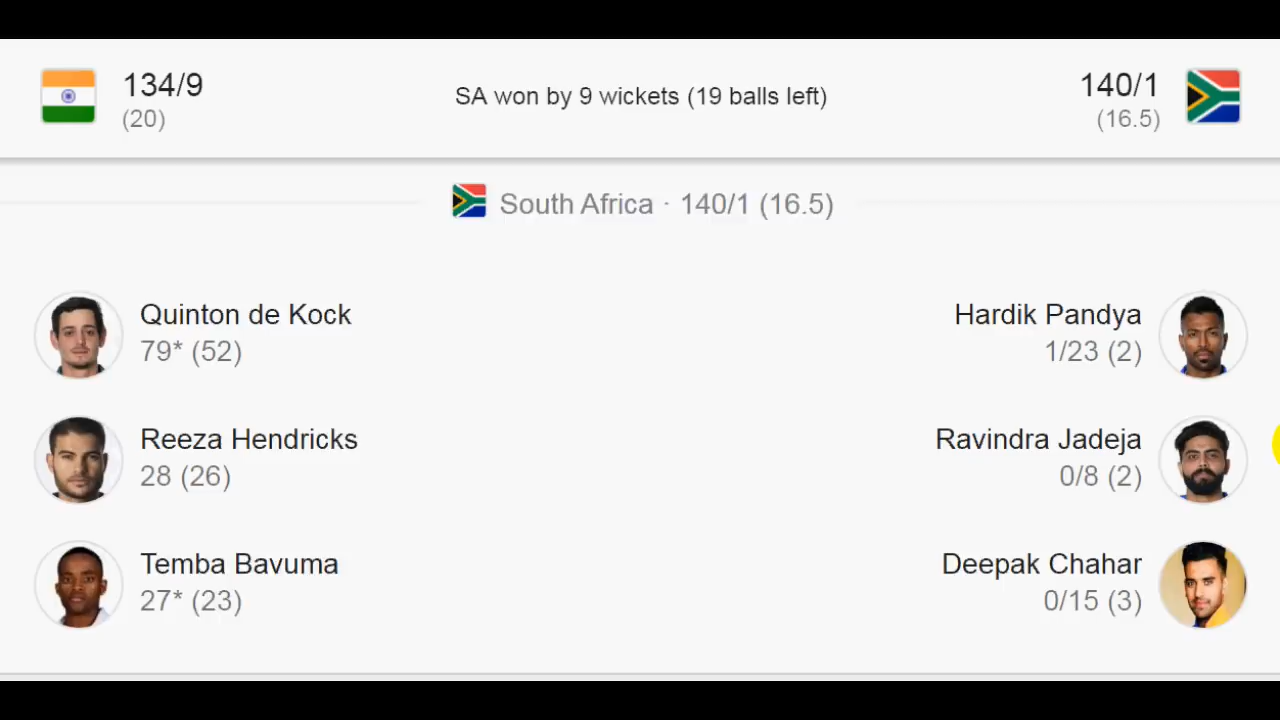 134/9
(20)
SA won by 9 wickets (19 balls left)
140/1
(16.5)
South Africa · 140/1 (16.5)
Quinton de Kock
79* (52)
Hardik Pandya
1/23 (2)
Reeza Hendricks
28 (26)
Ravindra Jadeja
0/8 (2)
Temba Bavuma
27* (23)
Deepak Chahar
0/15 (3)